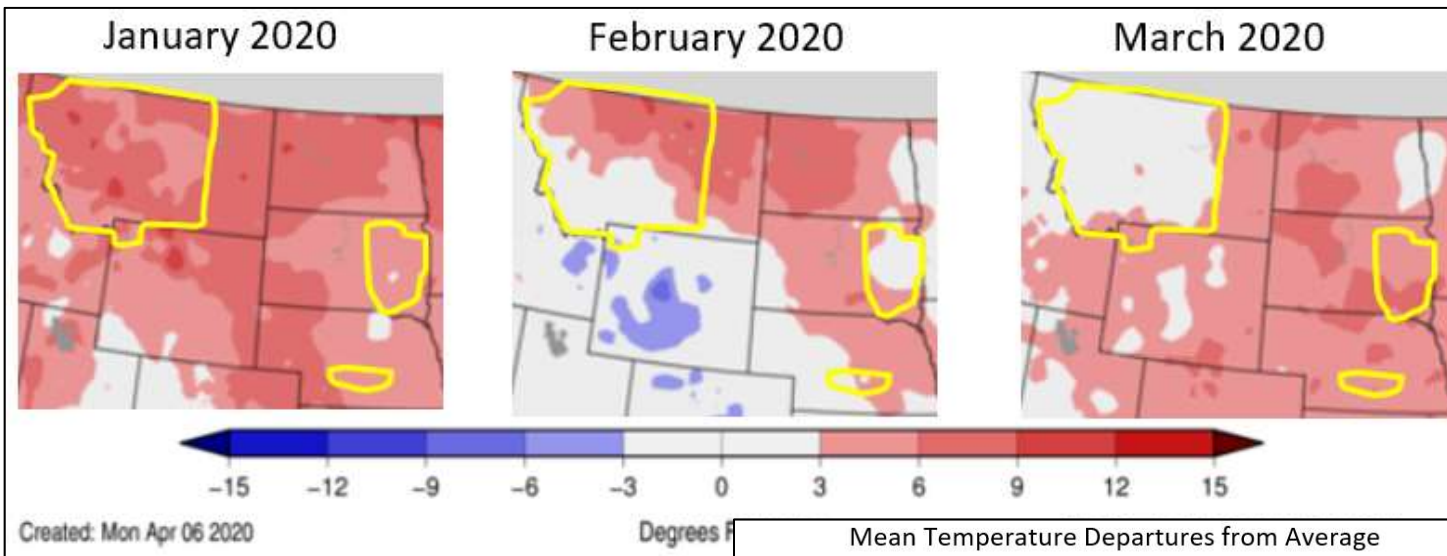 January 2020
February 2020
March 2020
−15 −12 −9 −6 −3 0 3 6 9 12 15
Created: Mon Apr 06 2020
Degrees F
Mean Temperature Departures from Average